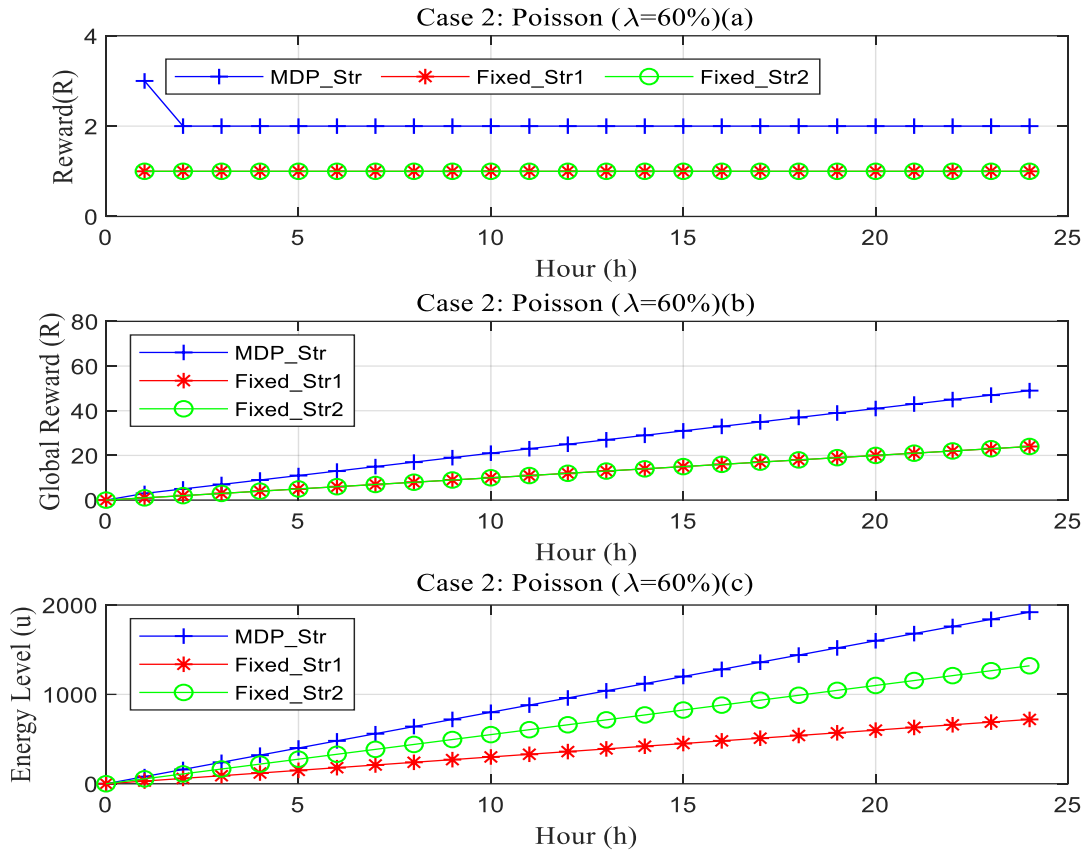 Case 2: Poisson (λ=60%)(a)
4
2
0
Reward(R)
MDP_Str Fixed_Str1 Fixed_Str2
0 5 10 15 20 25
Hour (h)
Case 2: Poisson (λ=60%)(b)
80
60
40
20
0
Global Reward (R)
MDP_Str
Fixed_Str1
Fixed_Str2
0 5 10 15 20 25
Hour (h)
Case 2: Poisson (λ=60%)(c)
2000
1000
0
Energy Level (u)
MDP_Str
Fixed_Str1
Fixed_Str2
0 5 10 15 20 25
Hour (h)